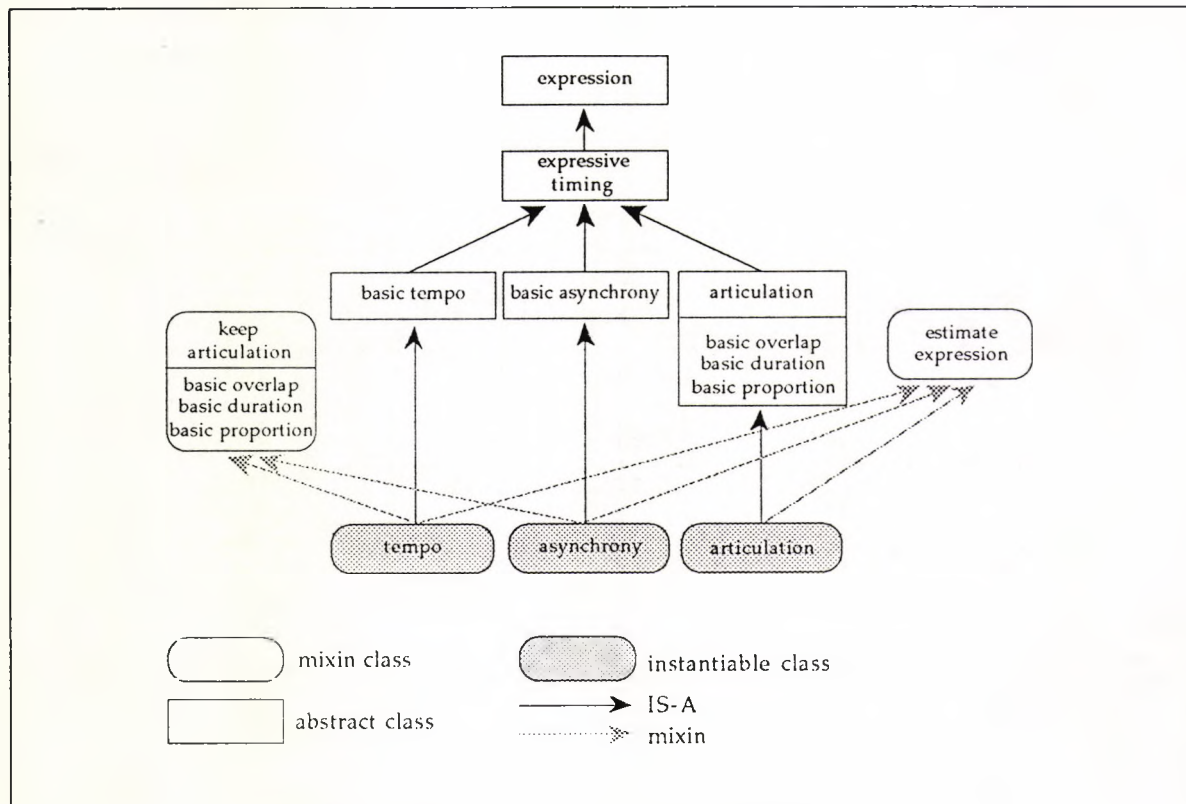 expression
expressive
timing
basic tempo
basic asynchrony
articulation
basic overlap
basic duration
basic proportion
keep
articulation
basic overlap
basic duration
basic proportion
estimate
expression
tempo
asynchrony
articulation
mixin class
instantiable class
IS-A
abstract class
mixin